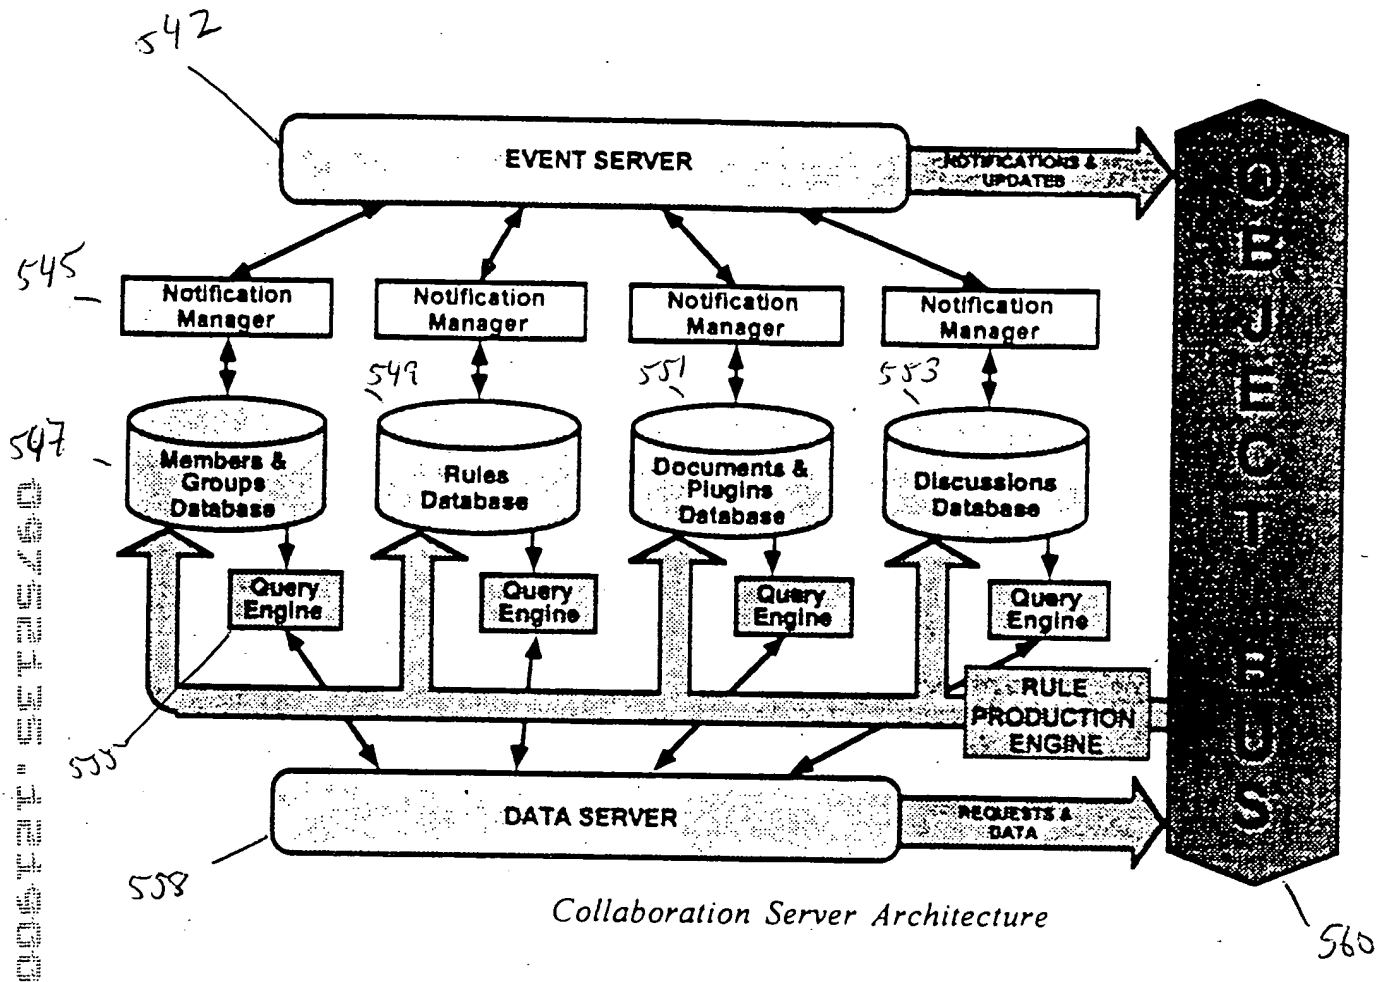 542
EVENT SERVER
NOTIFICATIONS &
UPDATES
OBJECT BUS
545
Notification
Manager
Notification
Manager
Notification
Manager
Notification
Manager
549
551
553
547
Members &
Groups
Database
Rules
Database
Documents &
Plugins
Database
Discussions
Database
Query
Engine
Query
Engine
Query
Engine
Query
Engine
RULE
PRODUCTION
ENGINE
555
DATA SERVER
REQUESTS &
DATA
558
Collaboration Server Architecture
560